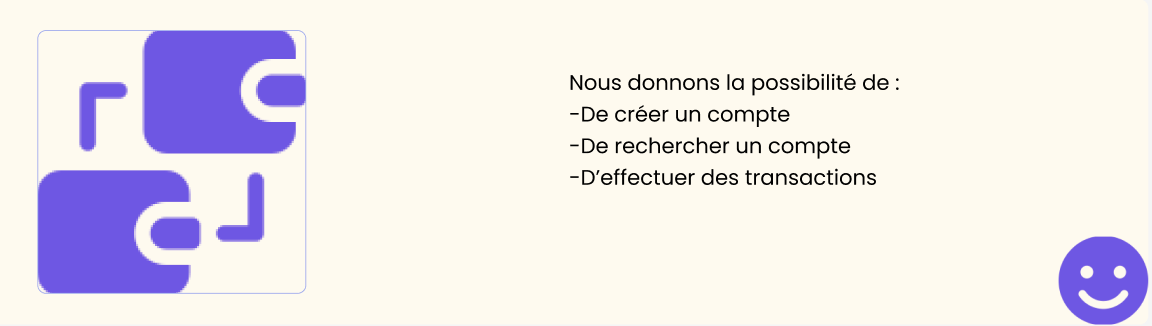 Nous donnons la possibilité de :
-De créer un compte
-De rechercher un compte
-D’effectuer des transactions